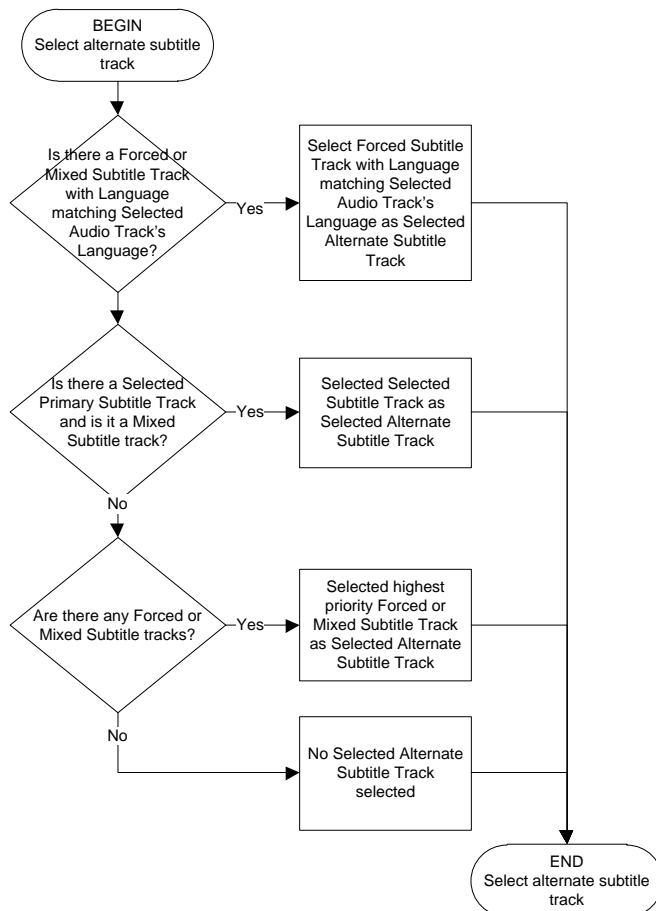 BEGIN
Select alternate subtitle
track
Is there a Forced or
Mixed Subtitle Track
with Language
matching Selected
Audio Track's
Language?
Yes
Select Forced Subtitle
Track with Language
matching Selected
Audio Track's
Language as Selected
Alternate Subtitle
Track
Is there a Selected
Primary Subtitle Track
and is it a Mixed
Subtitle track?
Yes
Selected Selected
Subtitle Track as
Selected Alternate
Subtitle Track
No
Are there any Forced or
Mixed Subtitle tracks?
Yes
Selected highest
priority Forced or
Mixed Subtitle Track
as Selected Alternate
Subtitle Track
No
No Selected Alternate
Subtitle Track
selected
END
Select alternate subtitle
track